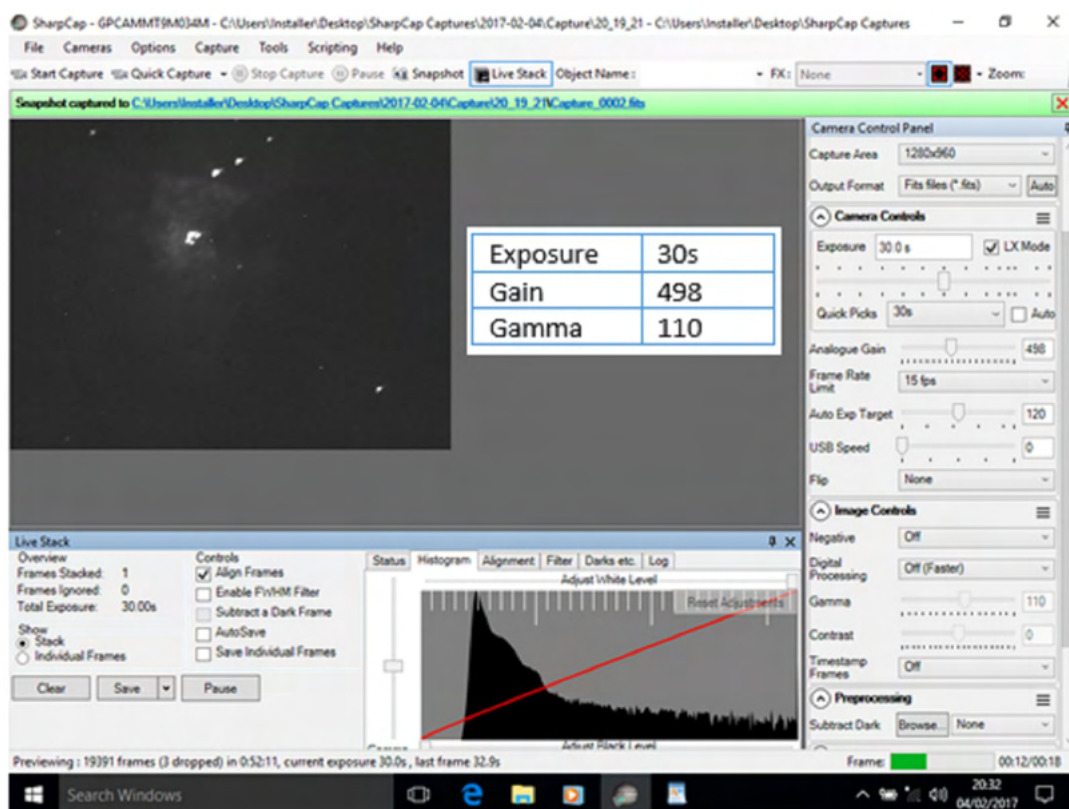 SharpCap - GPCAMMT9M034M - C:\Users\Installer\Desktop\SharpCap Captures\2017-02-04\Capture\20_19_21 - C:\Users\Installer\Desktop\SharpCap Captures
File Cameras Options Capture Tools Scripting Help
Start Capture Quick Capture Stop Capture Pause Snapshot Live Stack Object Name: FX: None Zoom:
Snapshot captured to C:\Users\Installer\Desktop\SharpCap Captures\2017-02-04\Capture\20_19_21\Capture_0002.fits
Exposure 30s
Gain 498
Gamma 110
Camera Control Panel
Capture Area 1280x960
Output Format Fits files (*.fits) Auto
Camera Controls
Exposure 30.0 s LX Mode
Quick Picks 30s Auto
Analogue Gain 498
Frame Rate
Limit 15 fps
Auto Exp Target 120
USB Speed 0
Flip None
Image Controls
Negative Off
Digital
Processing Off (Faster)
Gamma 110
Contrast 0
Timestamp
Frames Off
Preprocessing
Subtract Dark Browse... None
Live Stack
Overview
Frames Stacked: 1
Frames Ignored: 0
Total Exposure: 30.00s
Show
Stack
Individual Frames
Clear Save Pause
Controls
Align Frames
Enable FWHM Filter
Subtract a Dark Frame
AutoSave
Save Individual Frames
Status Histogram Alignment Filter Darks etc. Log
Adjust White Level
Reset Adjustments
Adjust Black Level
Previewing : 19391 frames (3 dropped) in 0:52:11, current exposure 30.0s , last frame 32.9s
Frame: 00:12/00:18
Search Windows
20:32
04/02/2017